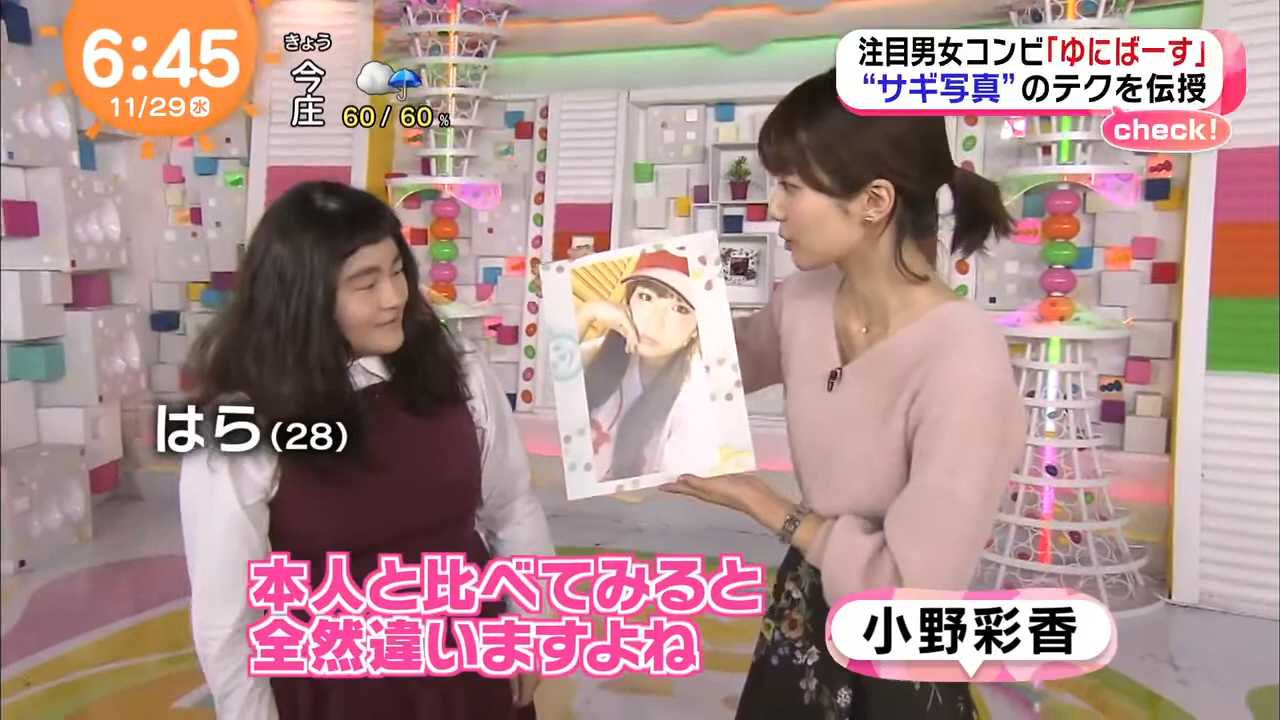 6:45
11/29水
きょう
今庄
60/60%
注目男女コンビ「ゆにばーす」
“サギ写真”のテクを伝授
check!
はら(28)
本人と比べてみると
全然違いますよね
小野彩香